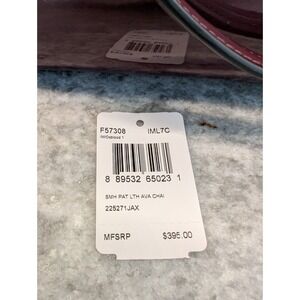 F57308 IML7C
8 89532 65023 1
SMH PAT LTH AVA CHAI
225271JAX
MFSRP $395.00